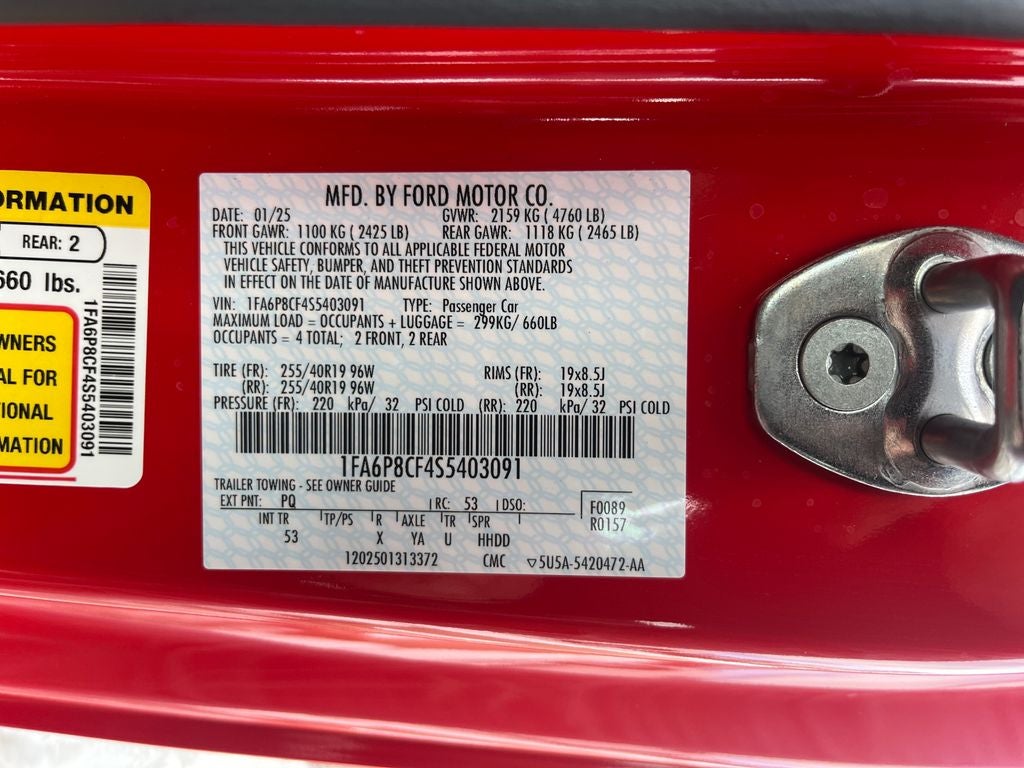 ORMATION
REAR: 2
660 lbs.
WNERS
AL FOR
TIONAL
MATION
1FA6P8CF4S5403091
MFD. BY FORD MOTOR CO.
DATE: 01/25 GVWR: 2159 KG ( 4760 LB)
FRONT GAWR: 1100 KG ( 2425 LB) REAR GAWR: 1118 KG ( 2465 LB)
THIS VEHICLE CONFORMS TO ALL APPLICABLE FEDERAL MOTOR
VEHICLE SAFETY, BUMPER, AND THEFT PREVENTION STANDARDS
IN EFFECT ON THE DATE OF MANUFACTURE SHOWN ABOVE.
VIN: 1FA6P8CF4S5403091 TYPE: Passenger Car
MAXIMUM LOAD = OCCUPANTS + LUGGAGE = 299KG/ 660LB
OCCUPANTS = 4 TOTAL; 2 FRONT, 2 REAR
TIRE (FR): 255/40R19 96W RIMS (FR): 19x8.5J
(RR): 255/40R19 96W (RR): 19x8.5J
PRESSURE (FR): 220 kPa/ 32 PSI COLD (RR): 220 kPa/ 32 PSI COLD
1FA6P8CF4S5403091
TRAILER TOWING - SEE OWNER GUIDE
EXT PNT: PQ RC: 53 DSO: F0089
R0157
INT TR TP/PS R AXLE TR SPR
53 X YA U HHDD
1202501313372 CMC ▽5U5A-5420472-AA